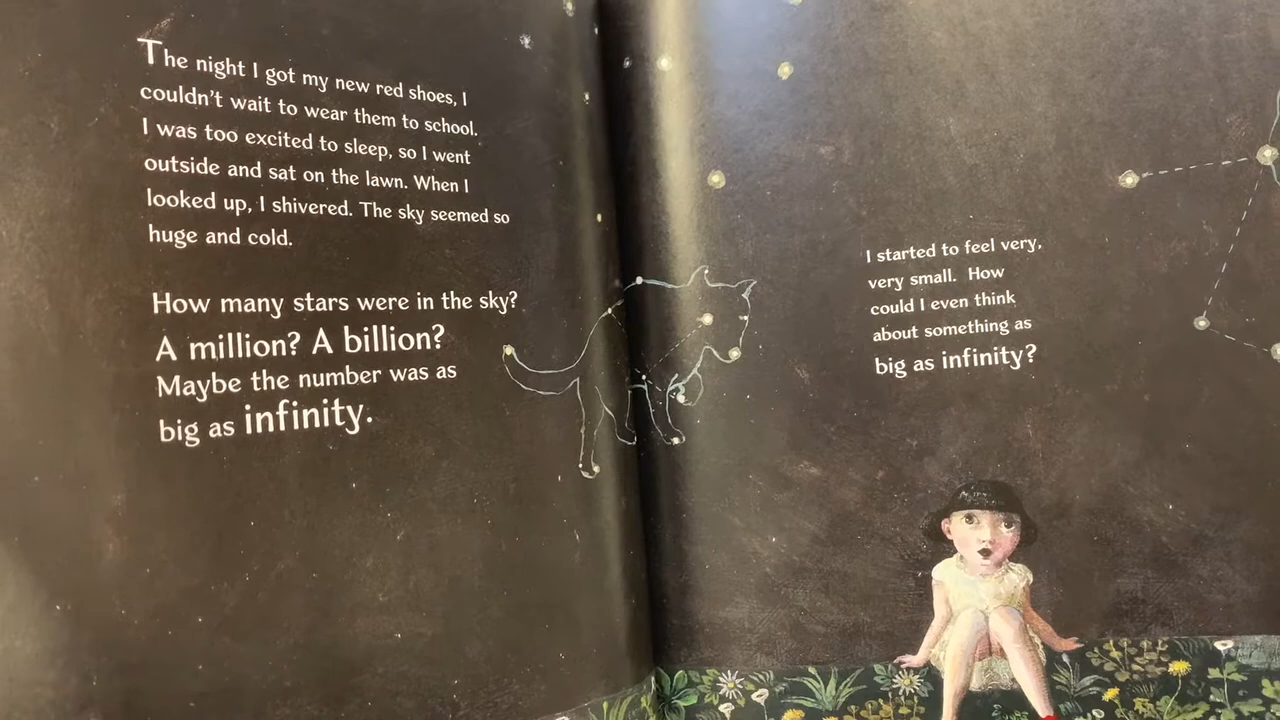 The night I got my new red shoes, I
couldn't wait to wear them to school.
I was too excited to sleep, so I went
outside and sat on the lawn. When I
looked up, I shivered. The sky seemed so
huge and cold.
How many stars were in the sky?
A million? A billion?
Maybe the number was as
big as infinity.
I started to feel very,
very small. How
could I even think
about something as
big as infinity?